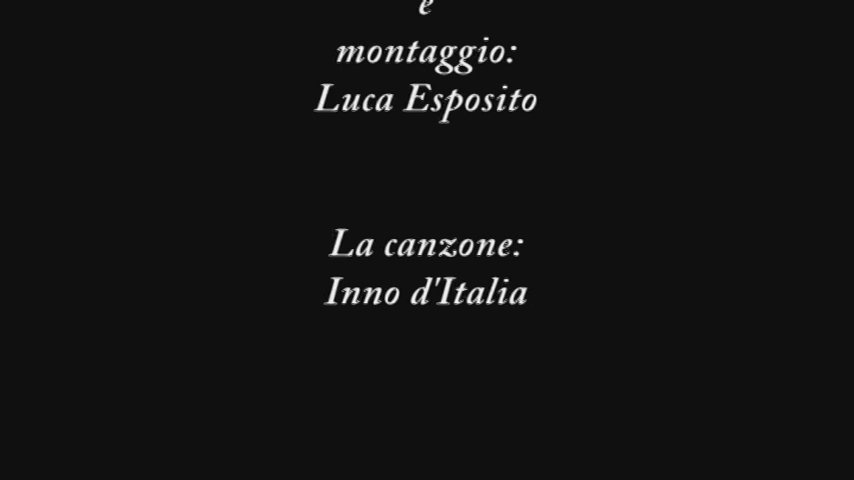 e
montaggio:
Luca Esposito
La canzone:
Inno d'Italia